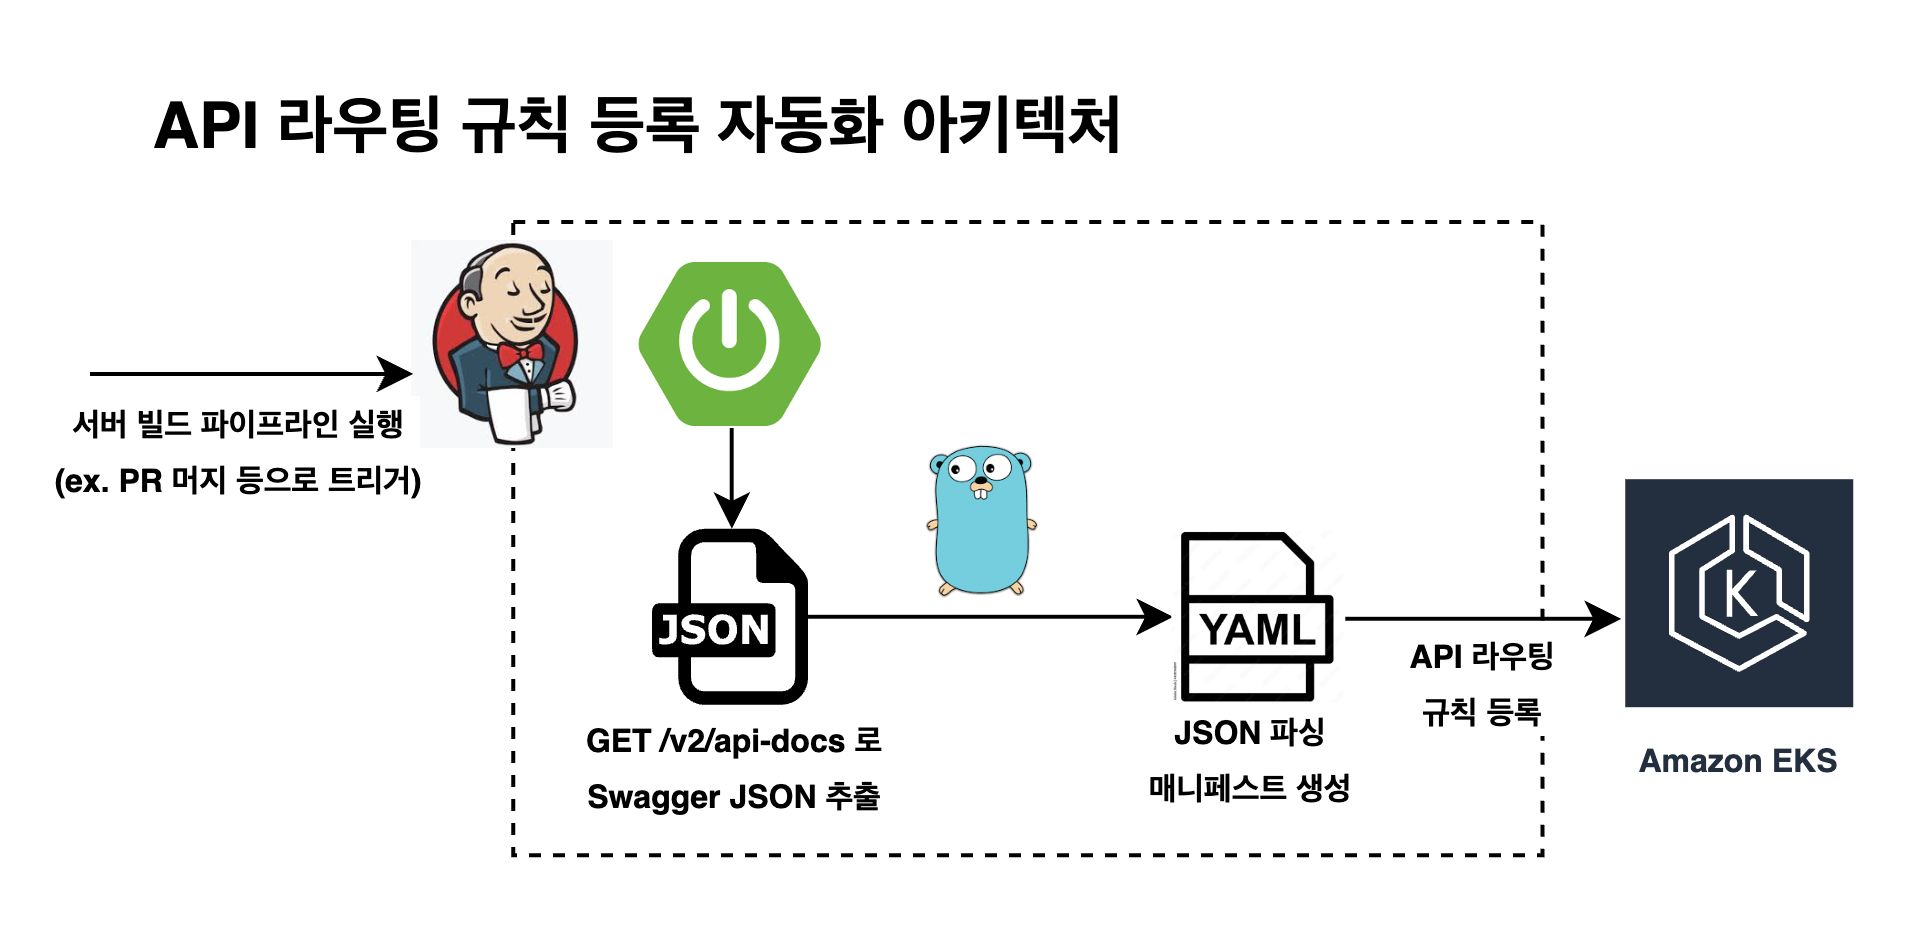 API 라우팅 규칙 등록 자동화 아키텍처
서버 빌드 파이프라인 실행
(ex. PR 머지 등으로 트리거)
JSON
GET /v2/api-docs 로
Swagger JSON 추출
YAML
JSON 파싱
매니페스트 생성
API 라우팅
규칙 등록
K
Amazon EKS